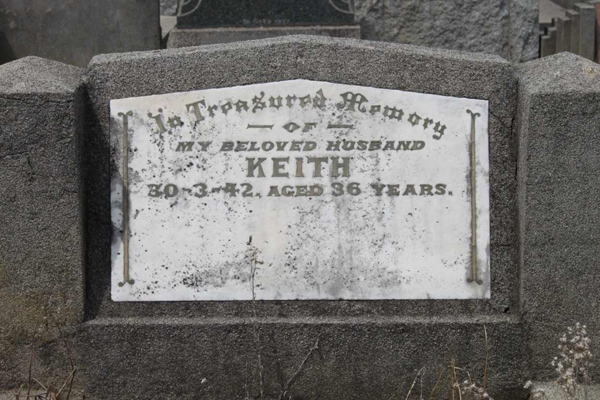 In Treasured Memory
— OF —
MY BELOVED HUSBAND
KEITH
30-3-42, AGED 36 YEARS.